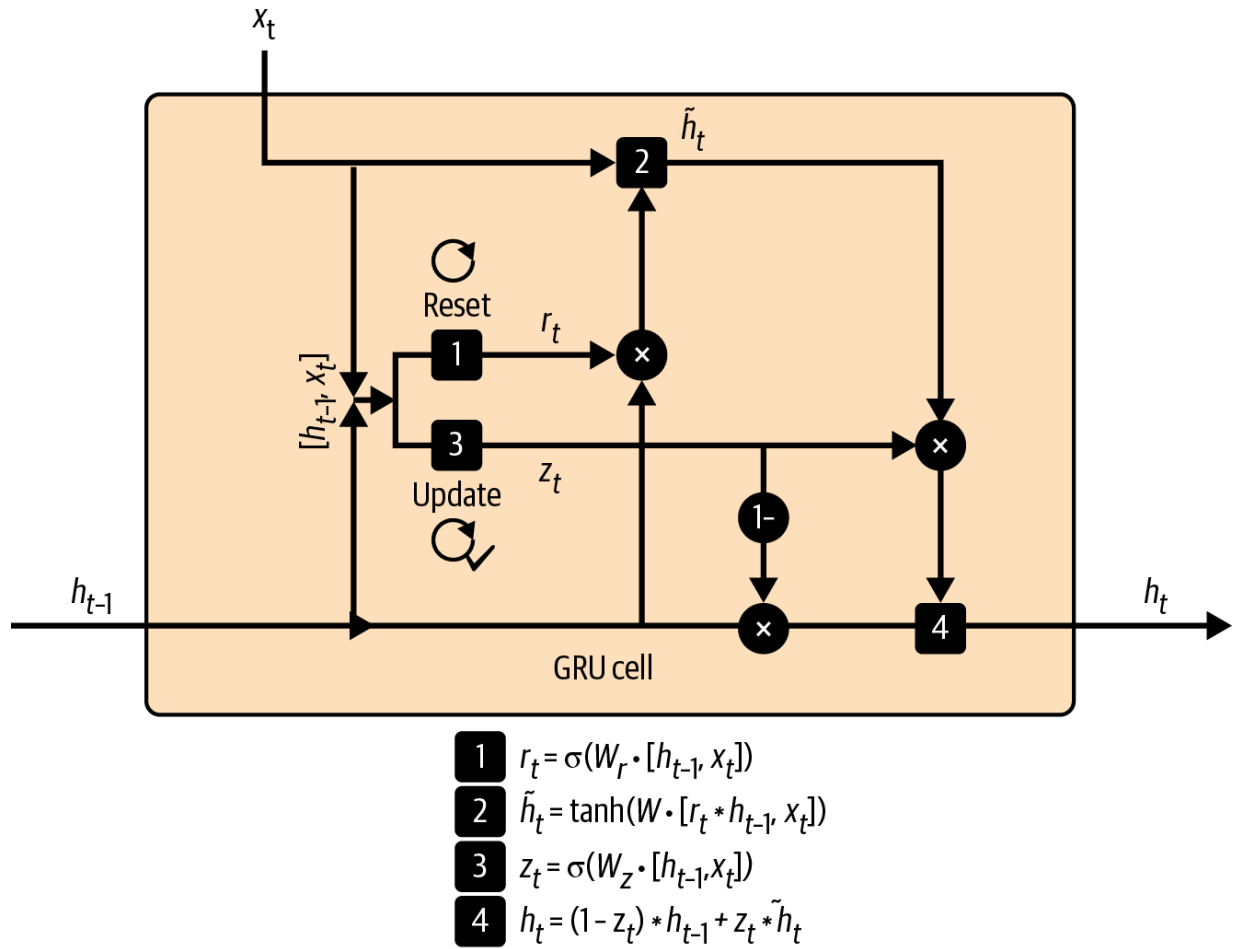 xₜ
h̃ₜ
2
Reset
1
rₜ
×
[hₜ₋₁, xₜ]
3
zₜ
×
Update
1–
hₜ₋₁
×
4
hₜ
GRU cell
1 rₜ = σ(Wᵣ · [hₜ₋₁, xₜ])
2 h̃ₜ = tanh(W · [rₜ * hₜ₋₁, xₜ])
3 zₜ = σ(W_z · [hₜ₋₁,xₜ])
4 hₜ = (1 – zₜ) * hₜ₋₁ + zₜ * h̃ₜ